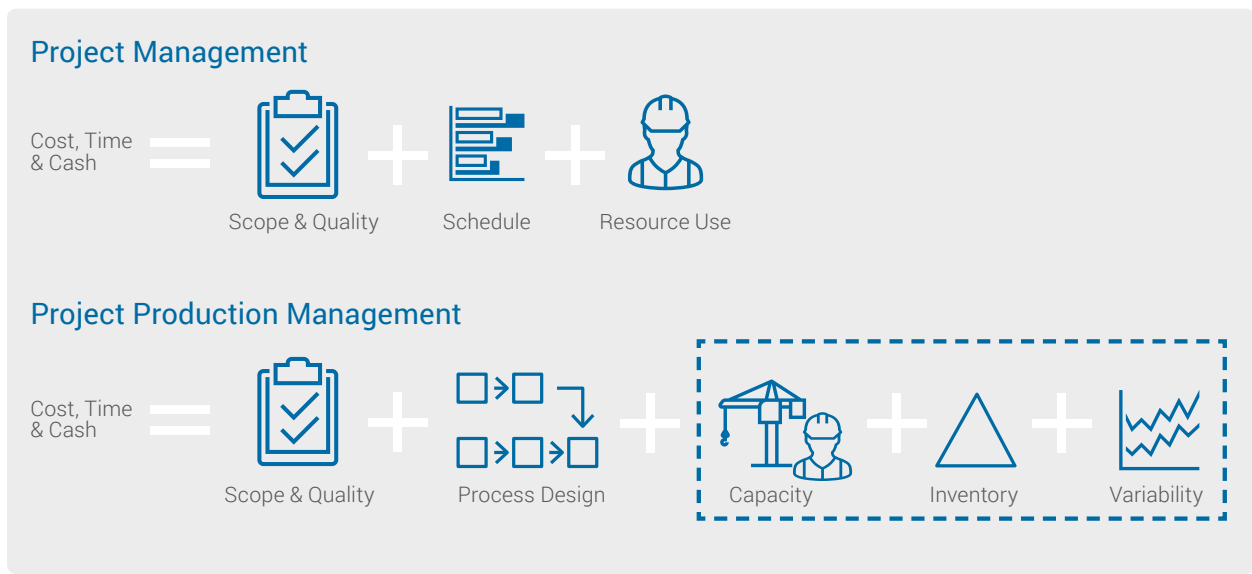 Project Management
Cost, Time
& Cash
Scope & Quality
Schedule
Resource Use
Project Production Management
Cost, Time
& Cash
Scope & Quality
Process Design
Capacity
Inventory
Variability